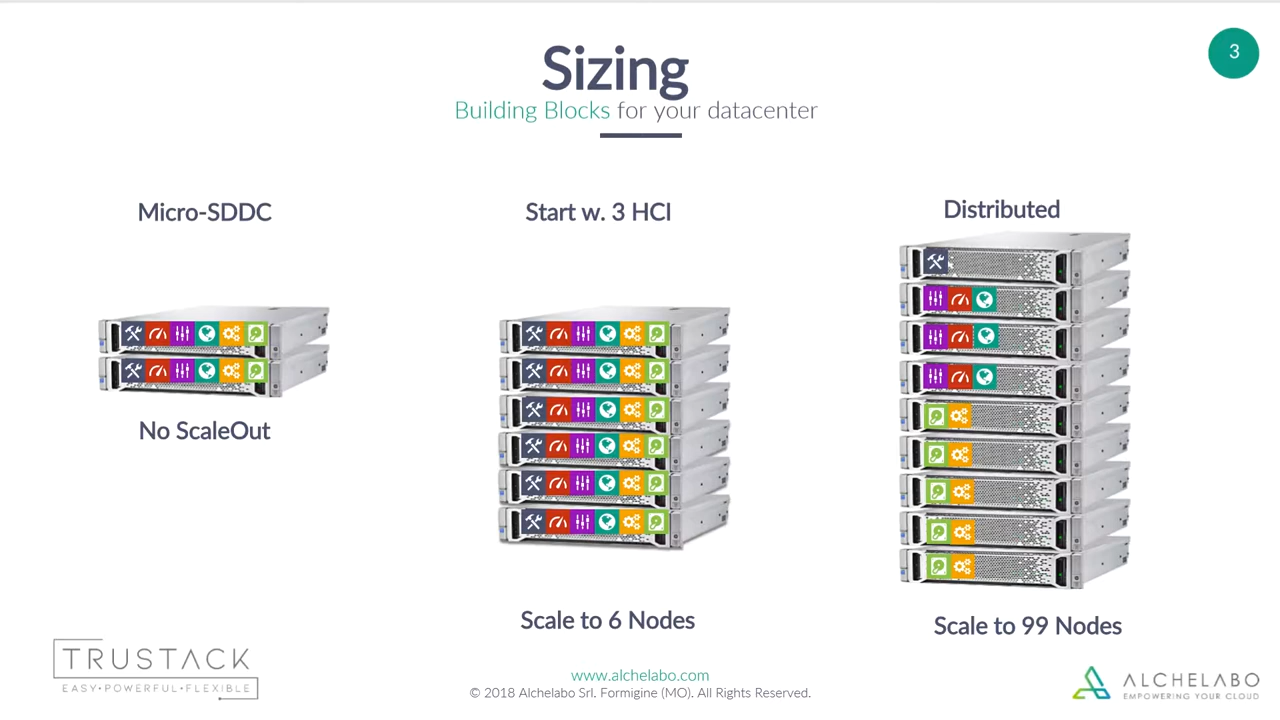 3
Sizing
Building Blocks for your datacenter
Micro-SDDC
Start w. 3 HCI
Distributed
No ScaleOut
Scale to 6 Nodes
Scale to 99 Nodes
TRUSTACK
EASY•POWERFUL•FLEXIBLE
www.alchelabo.com
© 2018 Alchelabo Srl. Formigine (MO). All Rights Reserved.
ALCHELABO
EMPOWERING YOUR CLOUD